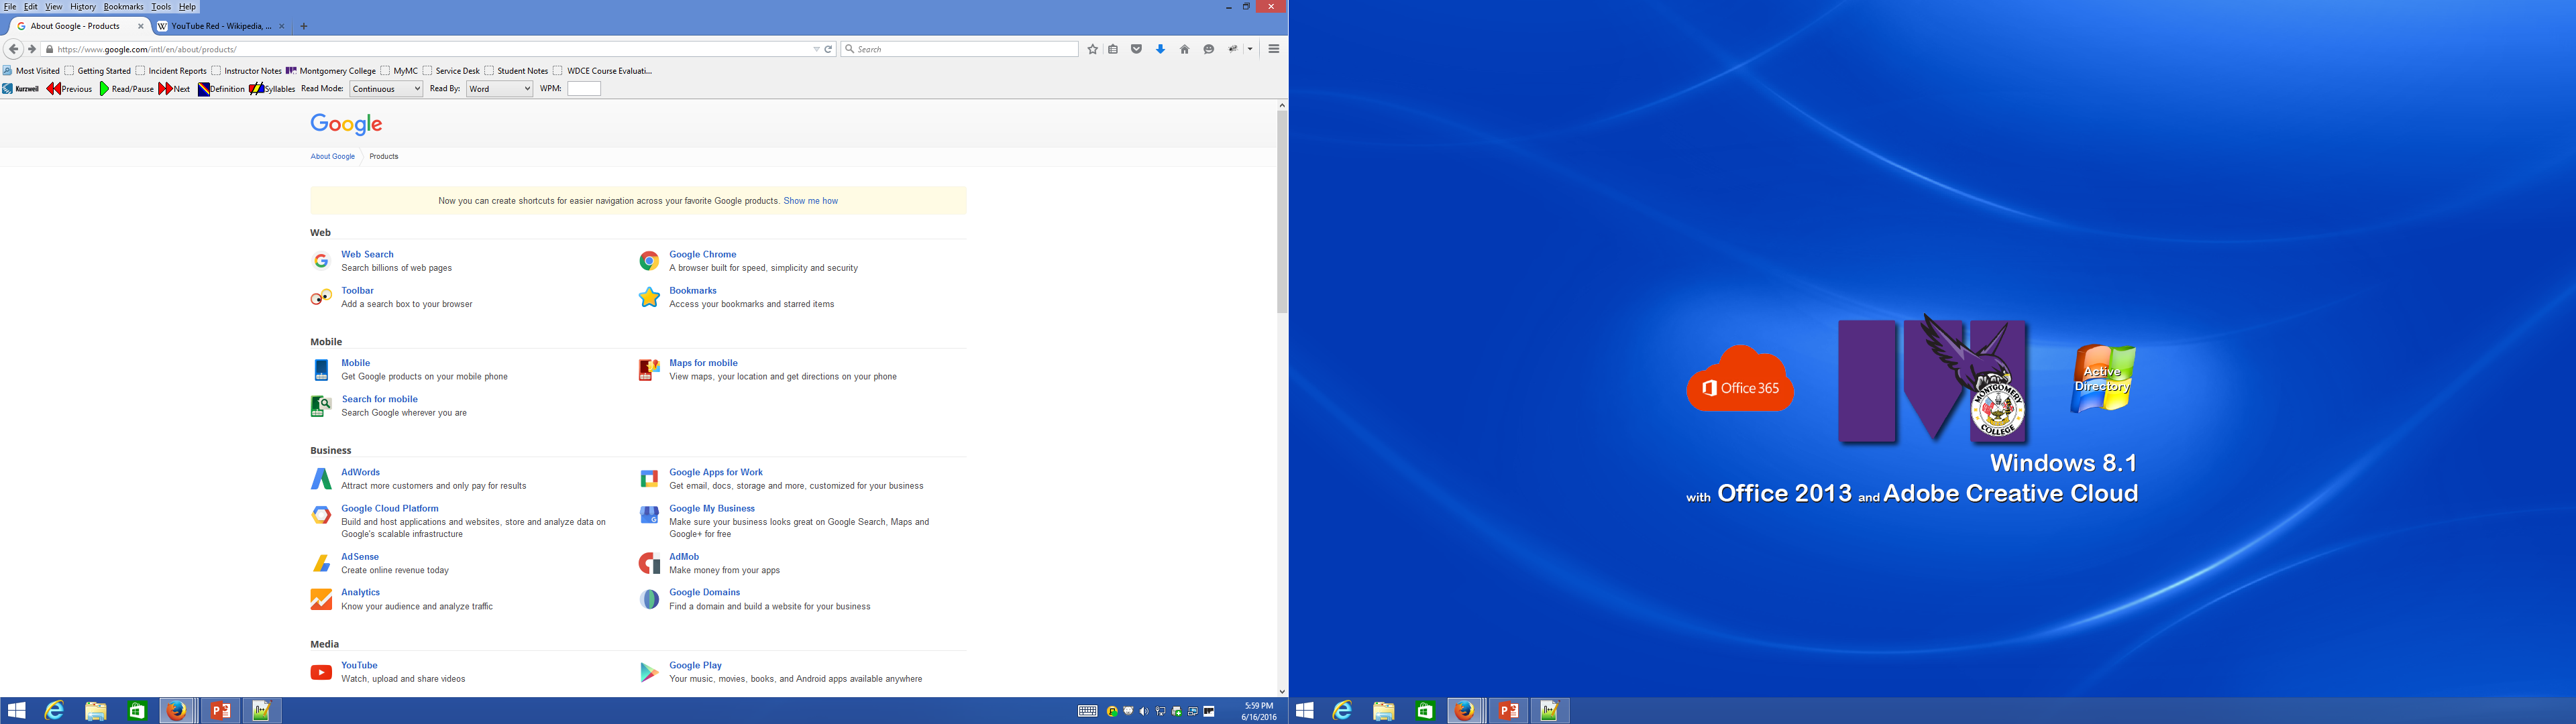 File Edit View History Bookmarks Tools Help
About Google - Products
YouTube Red - Wikipedia, ...
https://www.google.com/intl/en/about/products/
Search
Most Visited Getting Started Incident Reports Instructor Notes Montgomery College MyMC Service Desk Student Notes WDCE Course Evaluati...
Kurzweil Previous Read/Pause Next Definition Syllables Read Mode: Continuous Read By: Word WPM:
Google
About Google Products
Now you can create shortcuts for easier navigation across your favorite Google products. Show me how
Web
Web Search
Search billions of web pages
Google Chrome
A browser built for speed, simplicity and security
Toolbar
Add a search box to your browser
Bookmarks
Access your bookmarks and starred items
Mobile
Mobile
Get Google products on your mobile phone
Maps for mobile
View maps, your location and get directions on your phone
Search for mobile
Search Google wherever you are
Business
AdWords
Attract more customers and only pay for results
Google Apps for Work
Get email, docs, storage and more, customized for your business
Google Cloud Platform
Build and host applications and websites, store and analyze data on
Google's scalable infrastructure
Google My Business
Make sure your business looks great on Google Search, Maps and
Google+ for free
AdSense
Create online revenue today
AdMob
Make money from your apps
Analytics
Know your audience and analyze traffic
Google Domains
Find a domain and build a website for your business
Media
YouTube
Watch, upload and share videos
Google Play
Your music, movies, books, and Android apps available anywhere
5:59 PM
6/16/2016
Office 365
MONTGOMERY
COLLEGE
Active
Directory
Windows 8.1
with Office 2013 and Adobe Creative Cloud